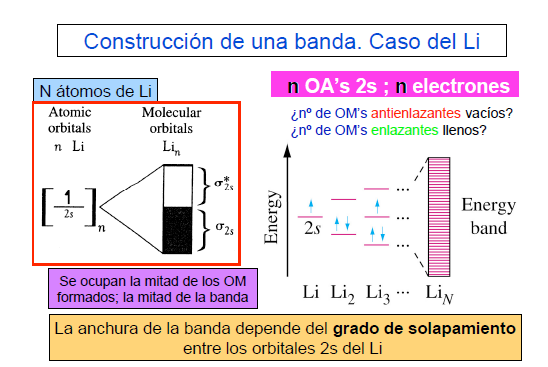 Construcción de una banda. Caso del Li
N átomos de Li
n OA's 2s ; n electrones
¿nº de OM's antienlazantes vacíos?
¿nº de OM's enlazantes llenos?
Atomic orbitals
n Li
Molecular orbitals
Liₙ
[1/2s]ₙ
σ*₂ₛ
σ₂ₛ
Energy
2s
...
...
...
Energy band
Li Li₂ Li₃ ... Li_N
Se ocupan la mitad de los OM
formados; la mitad de la banda
La anchura de la banda depende del grado de solapamiento
entre los orbitales 2s del Li